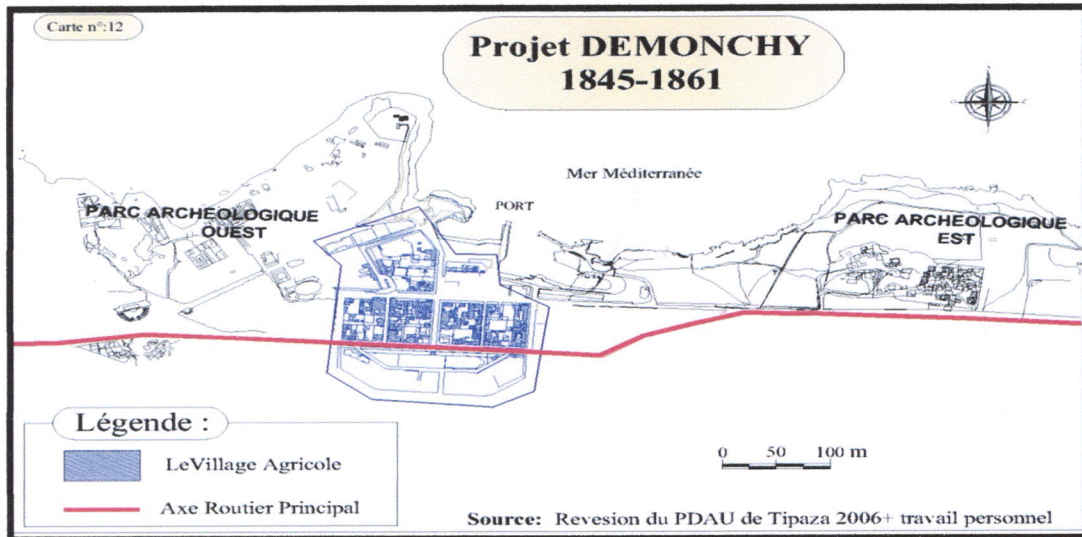 Carte n°:12
Projet DEMONCHY
1845-1861
Mer Méditerranée
PORT
PARC ARCHEOLOGIQUE
OUEST
PARC ARCHEOLOGIQUE
EST
Légende :
LeVillage Agricole
Axe Routier Principal
0 50 100 m
Source: Revesion du PDAU de Tipaza 2006+ travail personnel